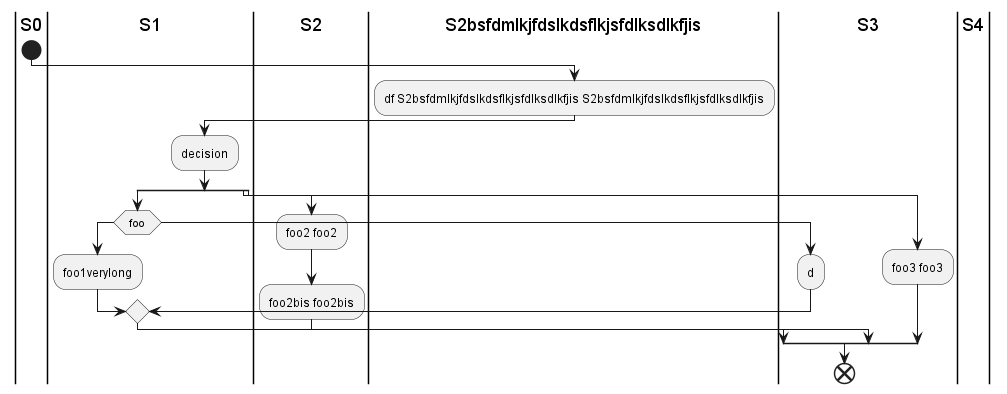 S0 S1 S2 S2bsfdmlkjfdslkdsflkjsfdlksdlkfjis S3 S4
df S2bsfdmlkjfdslkdsflkjsfdlksdlkfjis S2bsfdmlkjfdslkdsflkjsfdlksdlkfjis
decision
foo
foo2 foo2
foo1verylong
d
foo3 foo3
foo2bis foo2bis